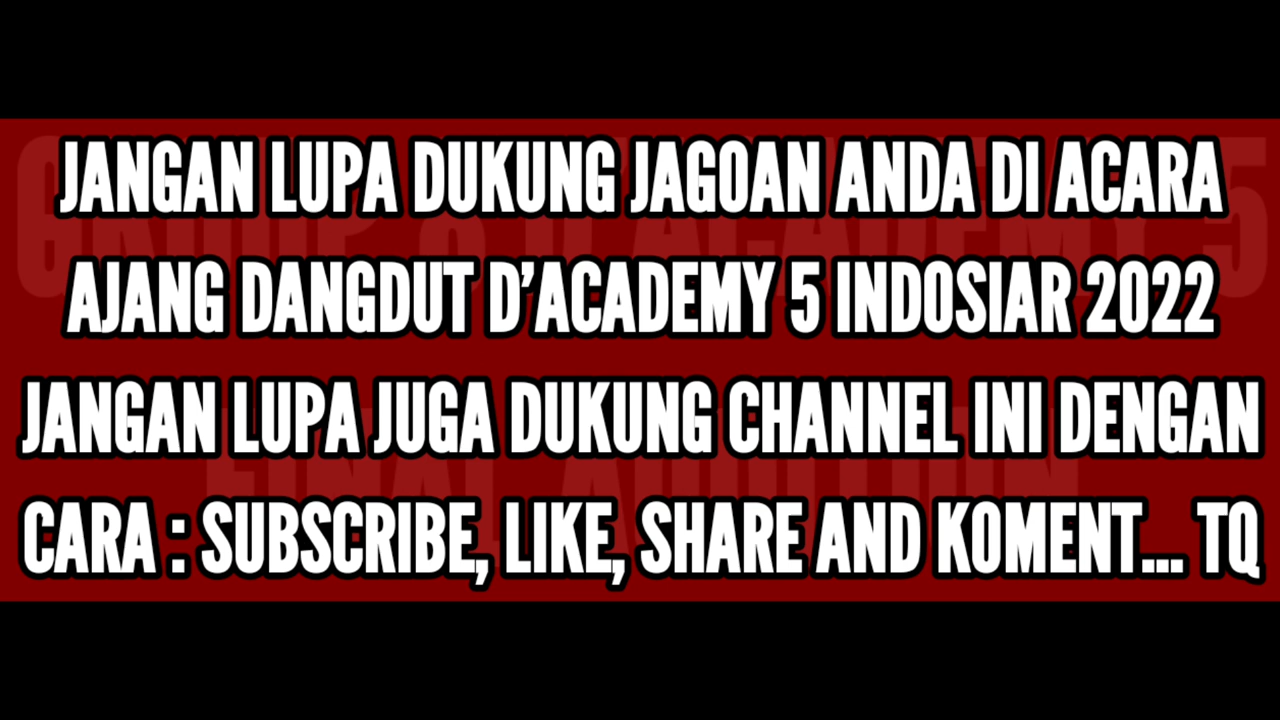 JANGAN LUPA DUKUNG JAGOAN ANDA DI ACARA
AJANG DANGDUT D'ACADEMY 5 INDOSIAR 2022
JANGAN LUPA JUGA DUKUNG CHANNEL INI DENGAN
CARA : SUBSCRIBE, LIKE, SHARE AND KOMENT... TQ